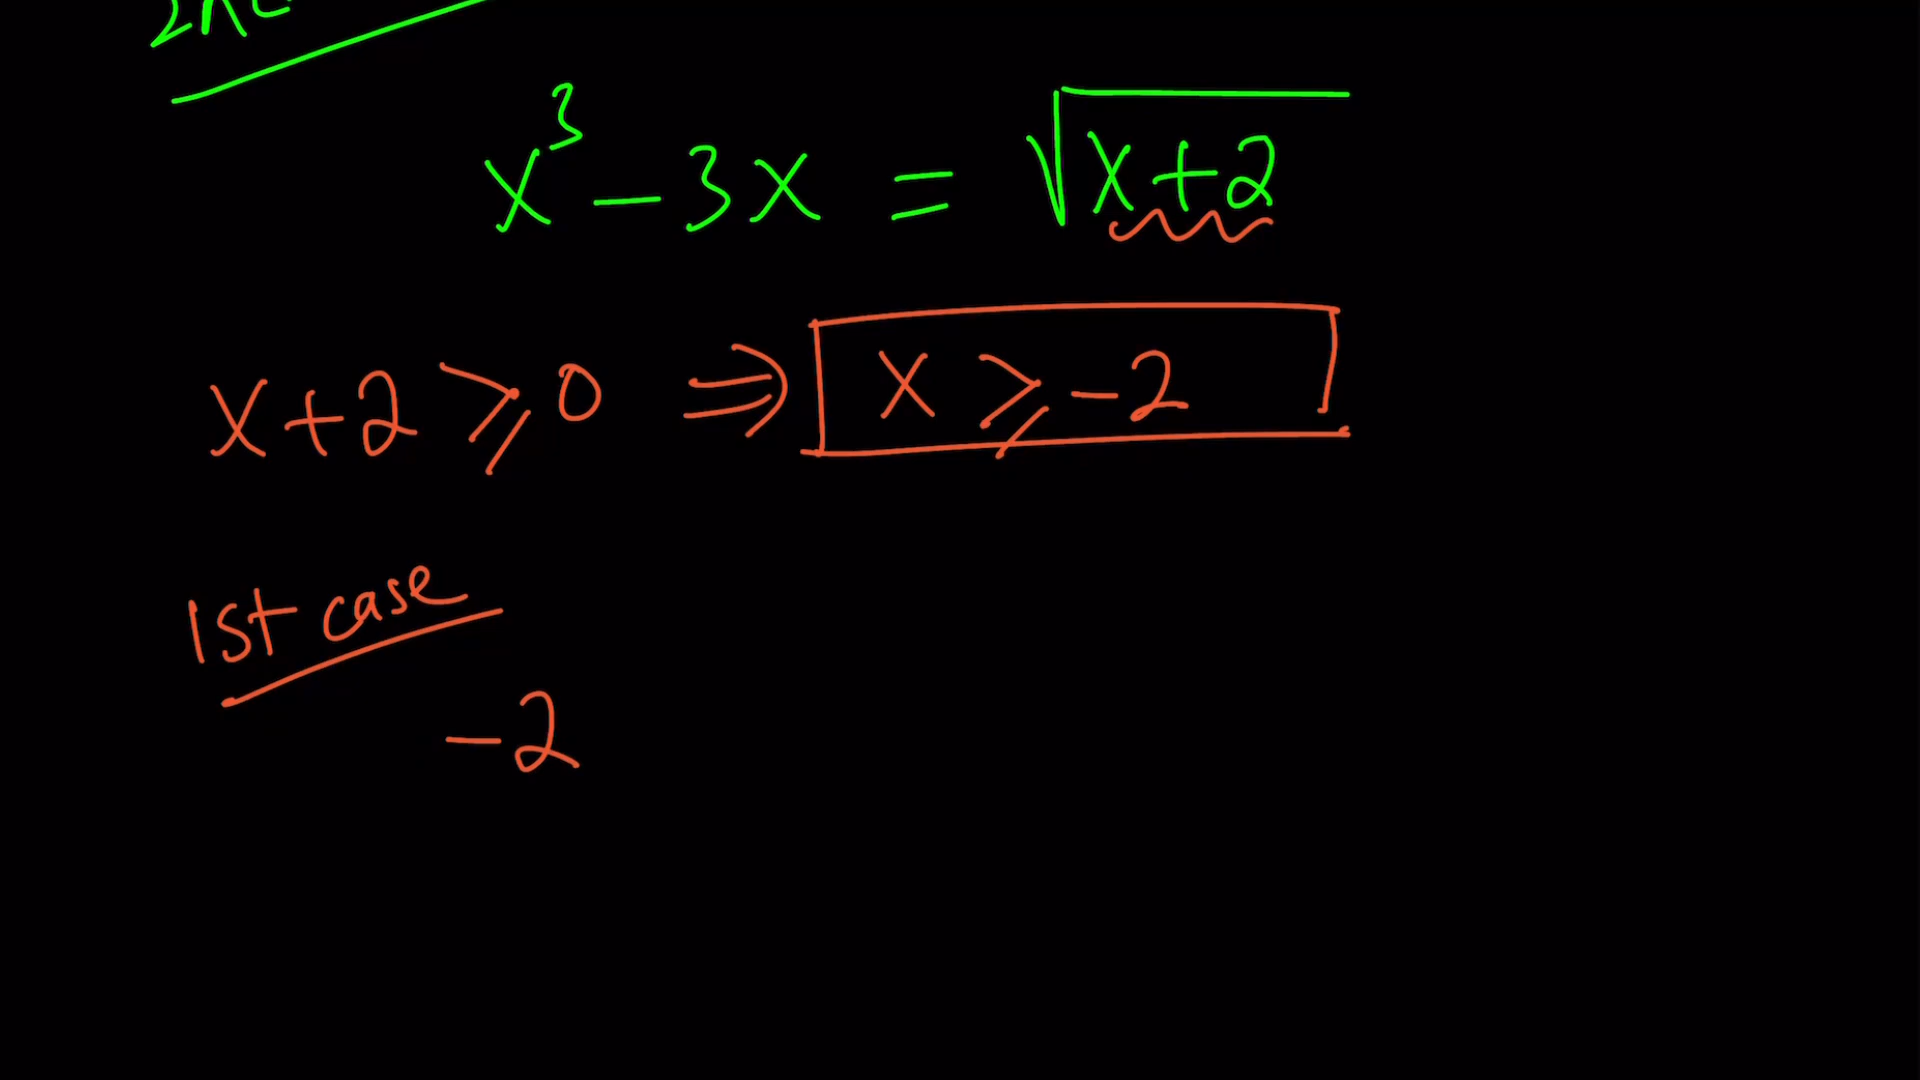 x³ - 3x = √(x+2)
x+2 ⩾ 0 ⇒ x ⩾ -2
1st case
-2